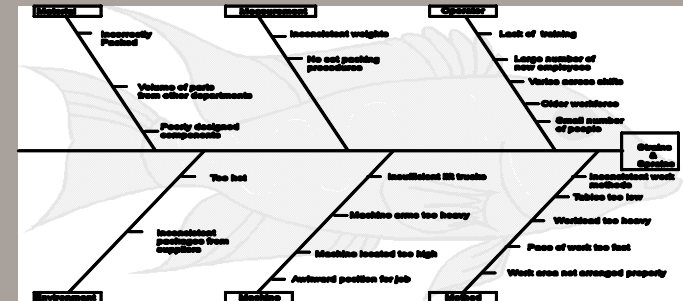 Material
Measurement
Operator
Incorrectly
Packed
Volume of parts
from other departments
Poorly designed
components
Inconsistent weights
No set packing
procedures
Lack of training
Large number of
new employees
Varies across shifts
Older workforce
Small number
of people
Strains
&
Sprains
Too hot
Inconsistent
packages from
suppliers
Insufficient lift trucks
Machine arms too heavy
Machine located too high
Awkward position for job
Inconsistent work
methods
Tables too low
Workload too heavy
Pace of work too fast
Work area not arranged properly
Environment
Machine
Method